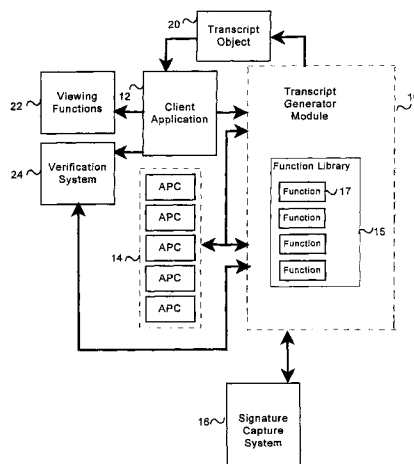 20
Transcript
Object
12
Client
Application
22
Viewing
Functions
24
Verification
System
Transcript
Generator
Module
Function Library
Function
17
Function
Function
Function
15
14
APC
APC
APC
APC
APC
16
Signature
Capture
System